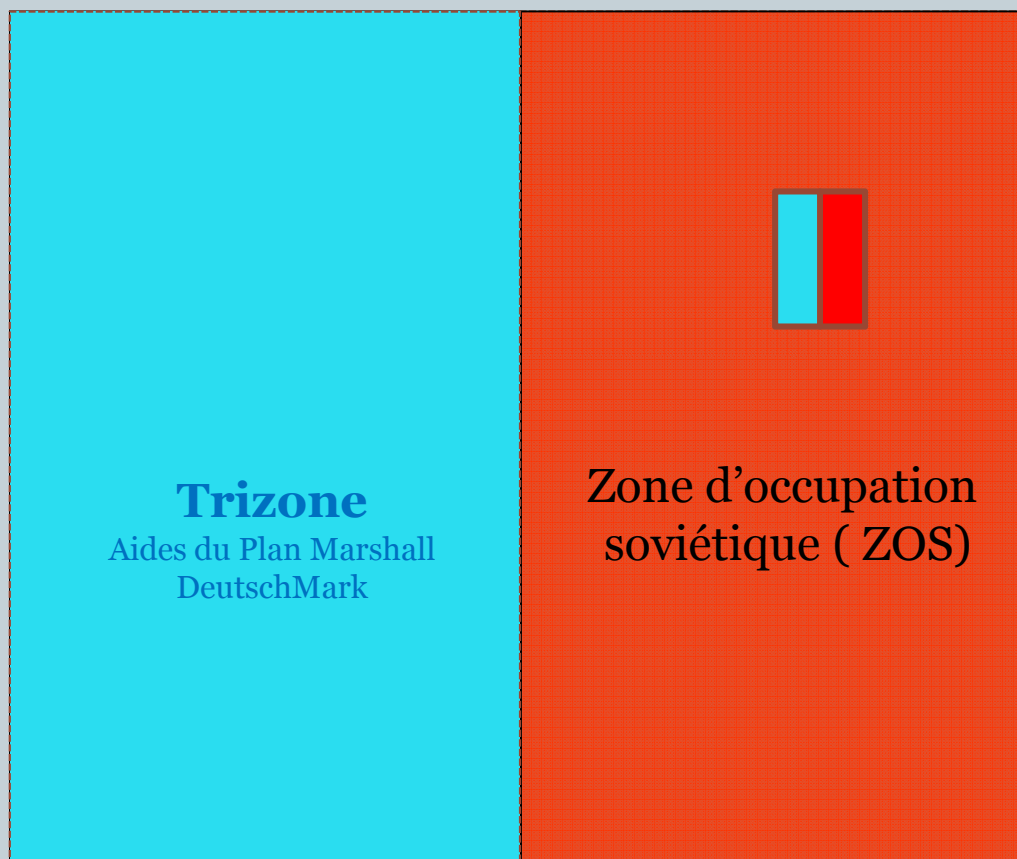 Trizone
Aides du Plan Marshall
DeutschMark
Zone d’occupation
soviétique ( ZOS)